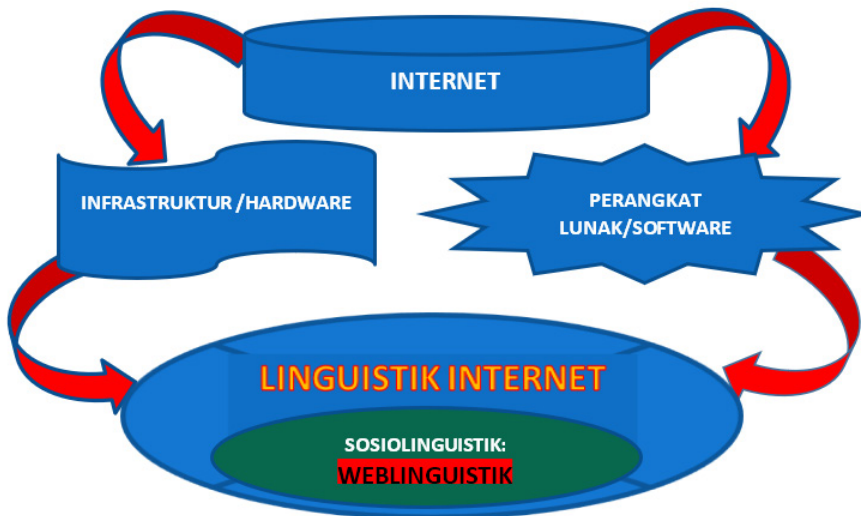 INTERNET
INFRASTRUKTUR /HARDWARE
PERANGKAT
LUNAK/SOFTWARE
LINGUISTIK INTERNET
SOSIOLINGUISTIK:
WEBLINGUISTIK